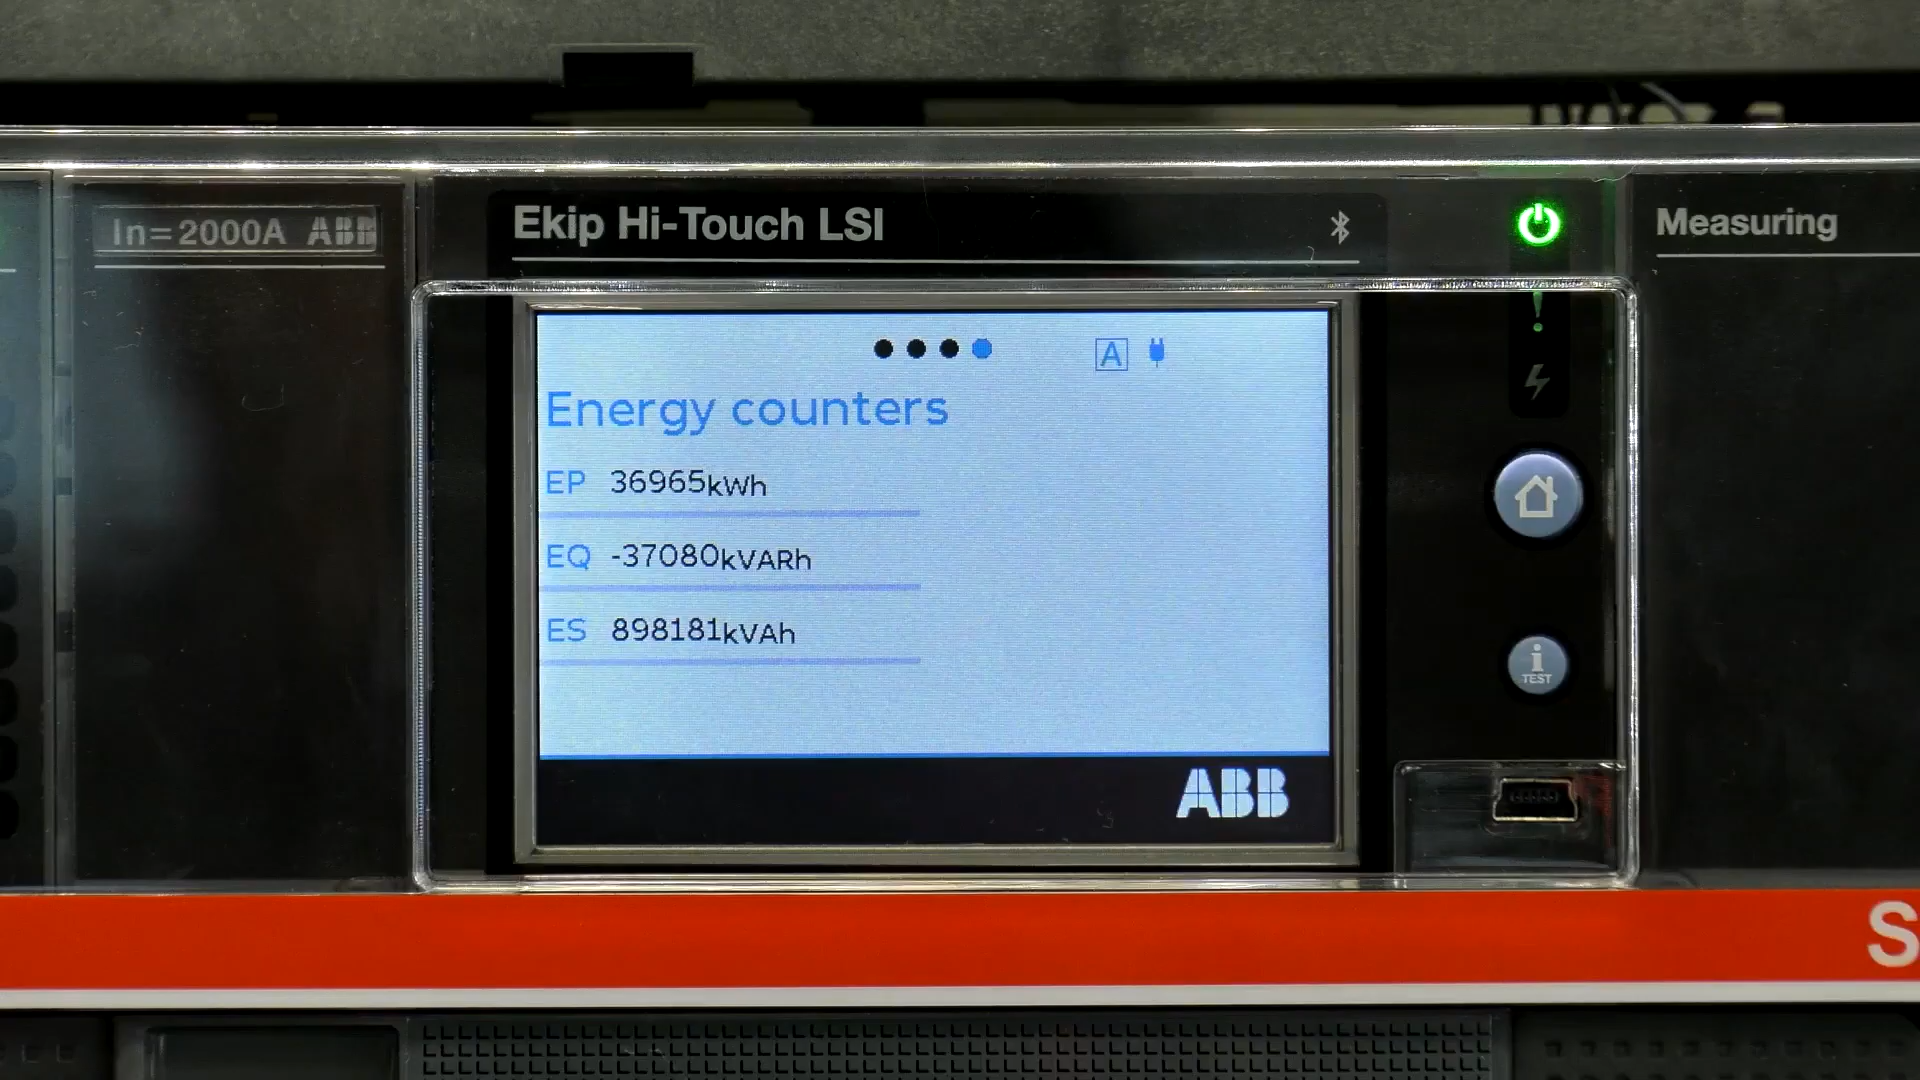 In=2000A ABB
Ekip Hi-Touch LSI
Measuring
A
Energy counters
EP 36965kWh
EQ -37080kVARh
ES 898181kVAh
i
TEST
ABB
S